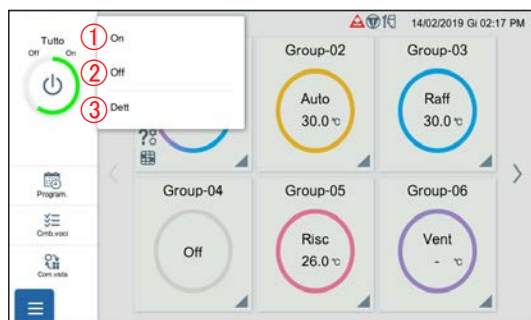 14/02/2019 Gi 02:17 PM
Tutto
Off On
① On
② Off
③ Dett
Group-02
Auto
30.0 ℃
Group-03
Raff
30.0 ℃
Program.
Cmb.voci
Com.vista
Group-04
Off
Group-05
Risc
26.0 ℃
Group-06
Vent
- ℃